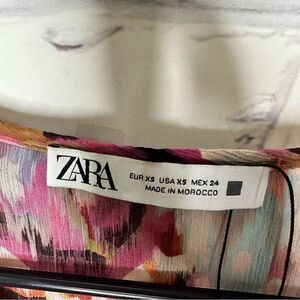 ZARA
EUR XS USA XS MEX 24
MADE IN MOROCCO